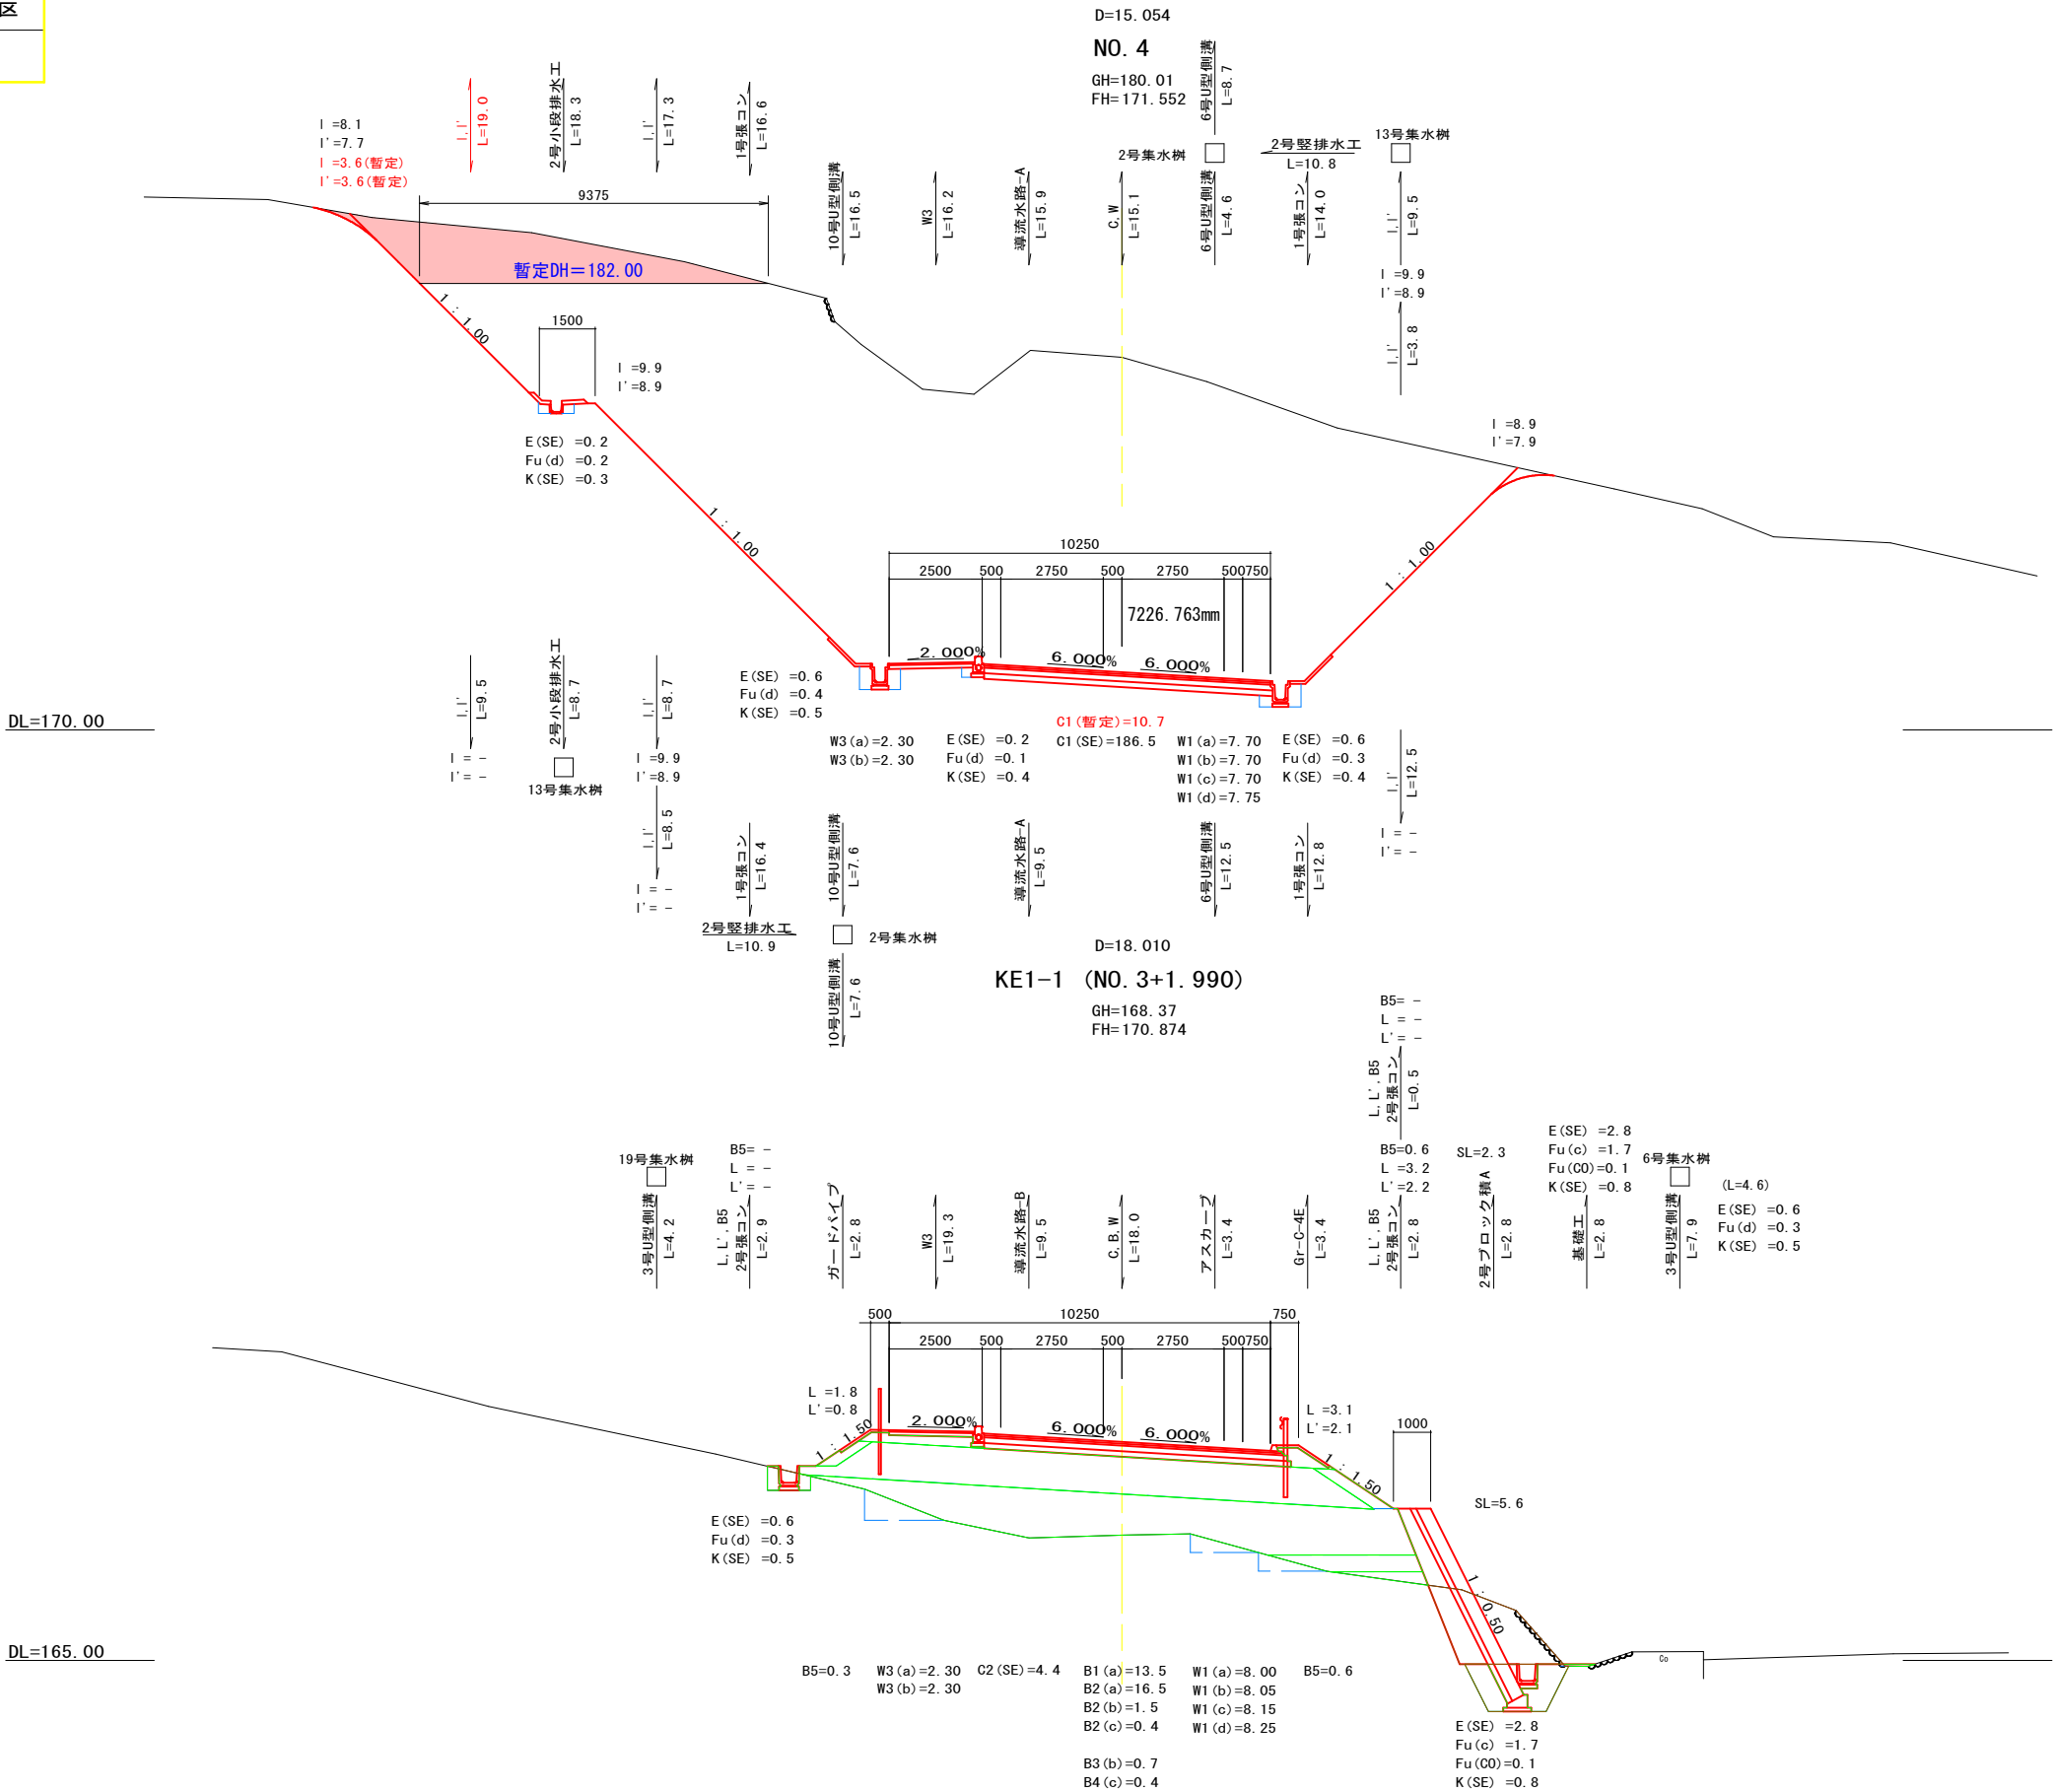 区
D=15.054
NO.4
GH=180.01
FH=171.552
6号U型側溝
L=8.7
l =8.1
l'=7.7
l =3.6(暫定)
l'=3.6(暫定)
l,l'
L=19.0
2号小段排水工
L=18.3
l,l'
L=17.3
1号張コン
L=16.6
10号U型側溝
L=16.5
W3
L=16.2
導流水路-A
L=15.9
C.W
L=15.1
2号集水桝
6号U型側溝
L=4.6
2号竪排水工
L=10.8
1号張コン
L=14.0
13号集水桝
l,l'
L=9.5
l =9.9
l'=8.9
l,l'
L=3.8
9375
暫定DH=182.00
1 : 1.00
1500
l =9.9
l'=8.9
E(SE) =0.2
Fu(d) =0.2
K(SE) =0.3
1 : 1.00
l =8.9
l'=7.9
1 : 1.00
10250
2500
500
2750
500
2750
500
750
7226.763mm
2.000%
6.000%
6.000%
E(SE) =0.6
Fu(d) =0.4
K(SE) =0.5
DL=170.00
l,l'
L=9.5
l = -
l'= -
2号小段排水工
L=8.7
13号集水桝
l,l'
L=8.7
l =9.9
l'=8.9
l,l'
L=8.5
l = -
l'= -
W3(a)=2.30
W3(b)=2.30
E(SE) =0.2
Fu(d) =0.1
K(SE) =0.4
C1(暫定)=10.7
C1(SE)=186.5
W1(a)=7.70
W1(b)=7.70
W1(c)=7.70
W1(d)=7.75
E(SE) =0.6
Fu(d) =0.3
K(SE) =0.4
l,l'
L=12.5
l = -
l'= -
1号張コン
L=16.4
2号竪排水工
L=10.9
10号U型側溝
L=7.6
2号集水桝
10号U型側溝
L=7.6
導流水路-A
L=9.5
6号U型側溝
L=12.5
1号張コン
L=12.8
D=18.010
KE1-1 (NO.3+1.990)
GH=168.37
FH=170.874
B5= -
L = -
L'= -
L,L',B5
2号張コン
L=0.5
B5=0.6
L =3.2
L'=2.2
19号集水桝
3号U型側溝
L=4.2
B5= -
L = -
L'= -
L,L',B5
2号張コン
L=2.9
ガードパイプ
L=2.8
W3
L=19.3
導流水路-B
L=9.5
C.B.W
L=18.0
アスカーブ
L=3.4
Gr-C-4E
L=3.4
L,L',B5
2号張コン
L=2.8
SL=2.3
2号ブロック積A
L=2.8
E(SE) =2.8
Fu(c) =1.7
Fu(CO)=0.1
K(SE) =0.8
基礎工
L=2.8
6号集水桝
3号U型側溝
L=7.9
(L=4.6)
E(SE) =0.6
Fu(d) =0.3
K(SE) =0.5
500
10250
750
2500
500
2750
500
2750
500
750
L =1.8
L'=0.8
1 : 1.50
2.000%
6.000%
6.000%
L =3.1
L'=2.1
1 : 1.50
1000
SL=5.6
1 : 0.50
E(SE) =0.6
Fu(d) =0.3
K(SE) =0.5
DL=165.00
Co
B5=0.3
W3(a)=2.30
W3(b)=2.30
C2(SE)=4.4
B1(a)=13.5
B2(a)=16.5
B2(b)=1.5
B2(c)=0.4
B3(b)=0.7
B4(c)=0.4
W1(a)=8.00
W1(b)=8.05
W1(c)=8.15
W1(d)=8.25
B5=0.6
E(SE) =2.8
Fu(c) =1.7
Fu(CO)=0.1
K(SE) =0.8